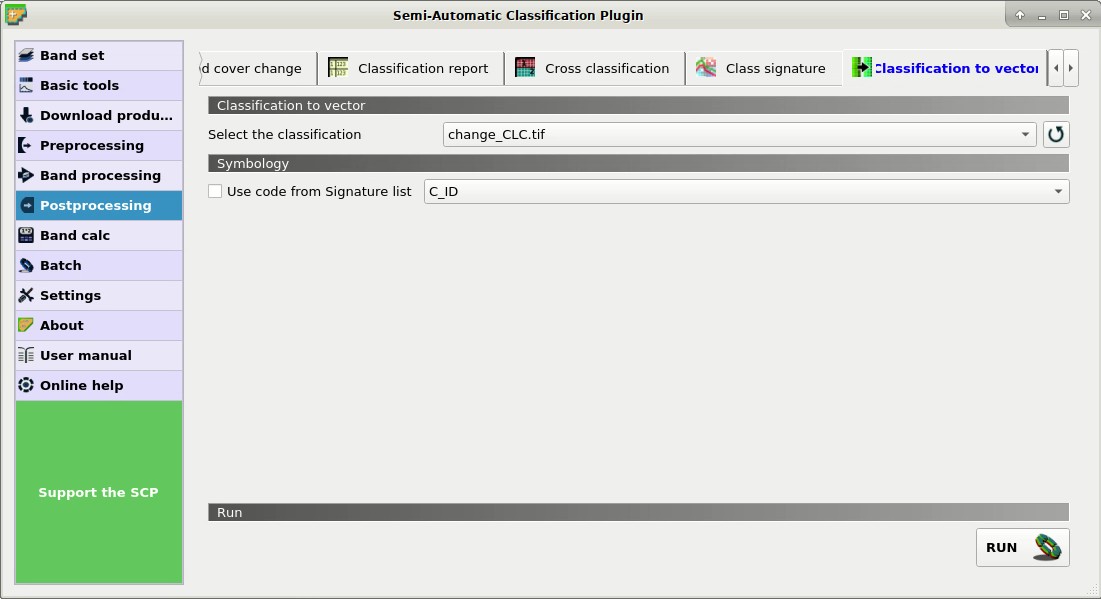 Semi-Automatic Classification Plugin
Band set
Basic tools
Download produ...
Preprocessing
Band processing
Postprocessing
Band calc
Batch
Settings
About
User manual
Online help
Support the SCP
d cover change
Classification report
Cross classification
Class signature
Classification to vector
Classification to vector
Select the classification
change_CLC.tif
Symbology
Use code from Signature list
C_ID
Run
RUN